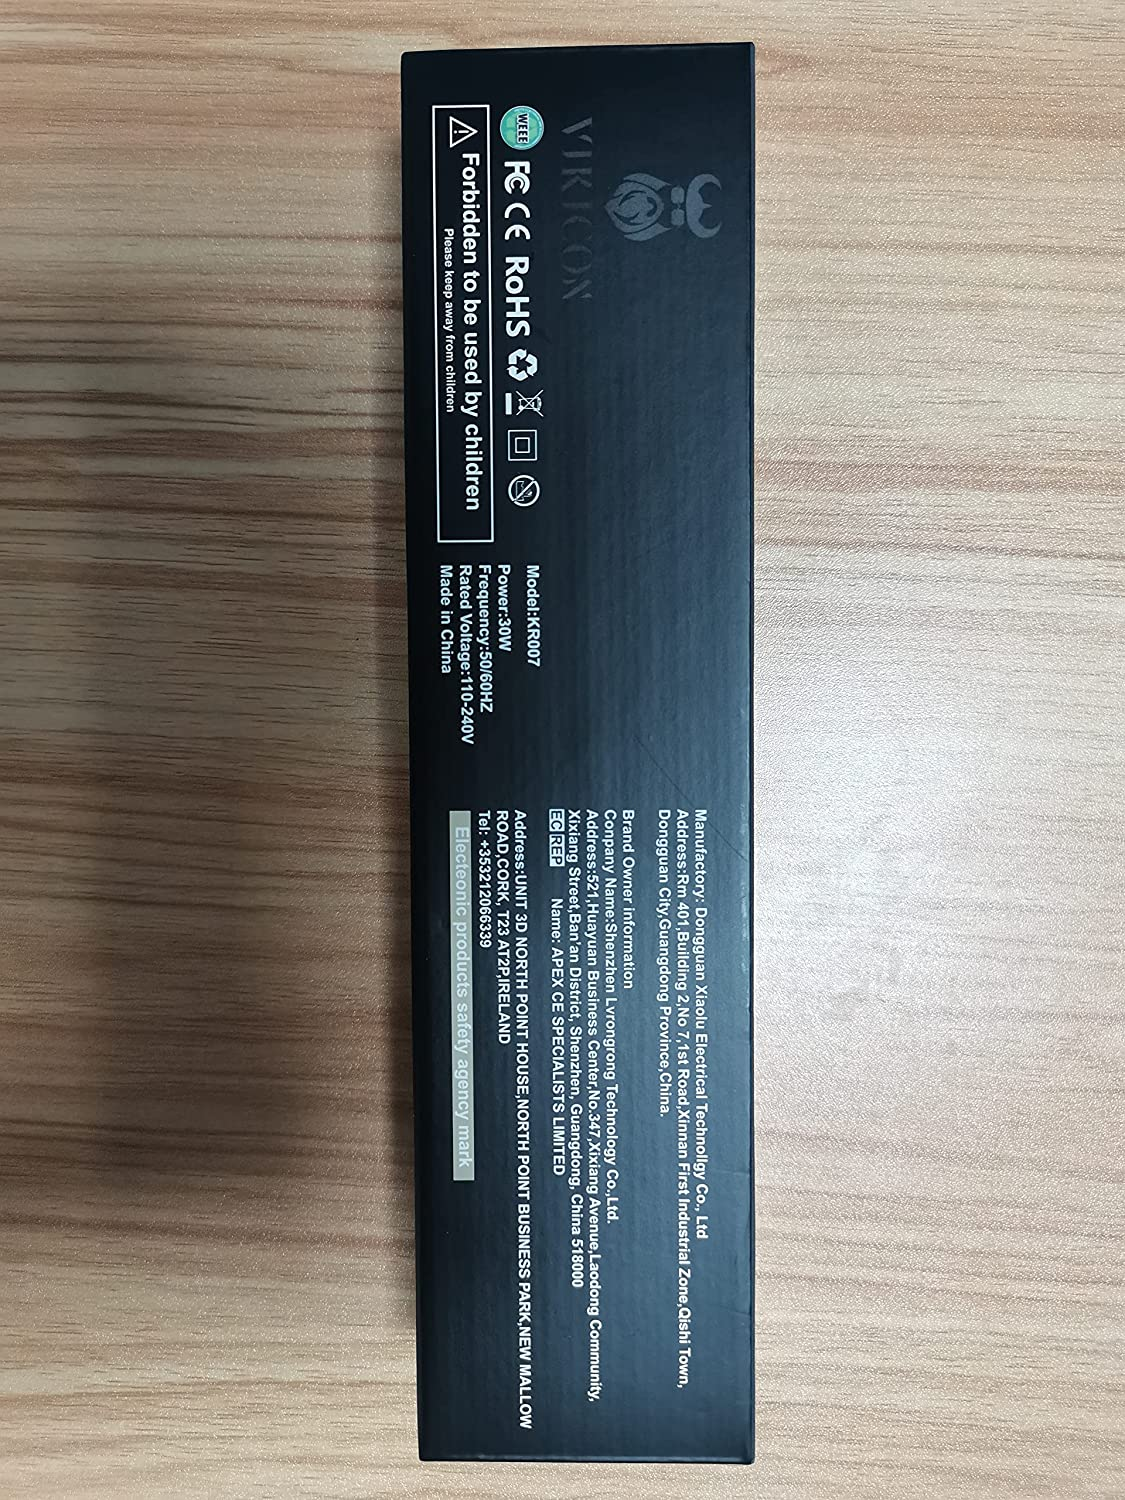 VIKICON
WEEE FC CE RoHS
Forbidden to be used by children
Please keep away from children
Model:KR007
Power:30W
Frequency:50/60HZ
Rated Voltage:110-240V
Made in China
Manufactory: Dongguan Xiaolu Electrical Technollgy Co., Ltd
Address:Rm 401,Building 2,No 7,1st Road,Xinnan First Industrial Zone,Qishi Town,
Dongguan City,Guangdong Province,China.
Brand Owner information
Conpany Name:Shenzhen Lvrongrong Technology Co.,Ltd.
Address:521,Huayuan Business Center,No.347,Xixiang Avenue,Laodong Community,
Xixiang Street,Ban'an District, Shenzhen, Guangdong, China 518000
EC REP Name: APEX CE SPECIALISTS LIMITED
Address:UNIT 3D NORTH POINT HOUSE,NORTH POINT BUSINESS PARK,NEW MALLOW
ROAD,CORK, T23 AT2P,IRELAND
Tel: +353212066339
Electeonic products safety agency mark